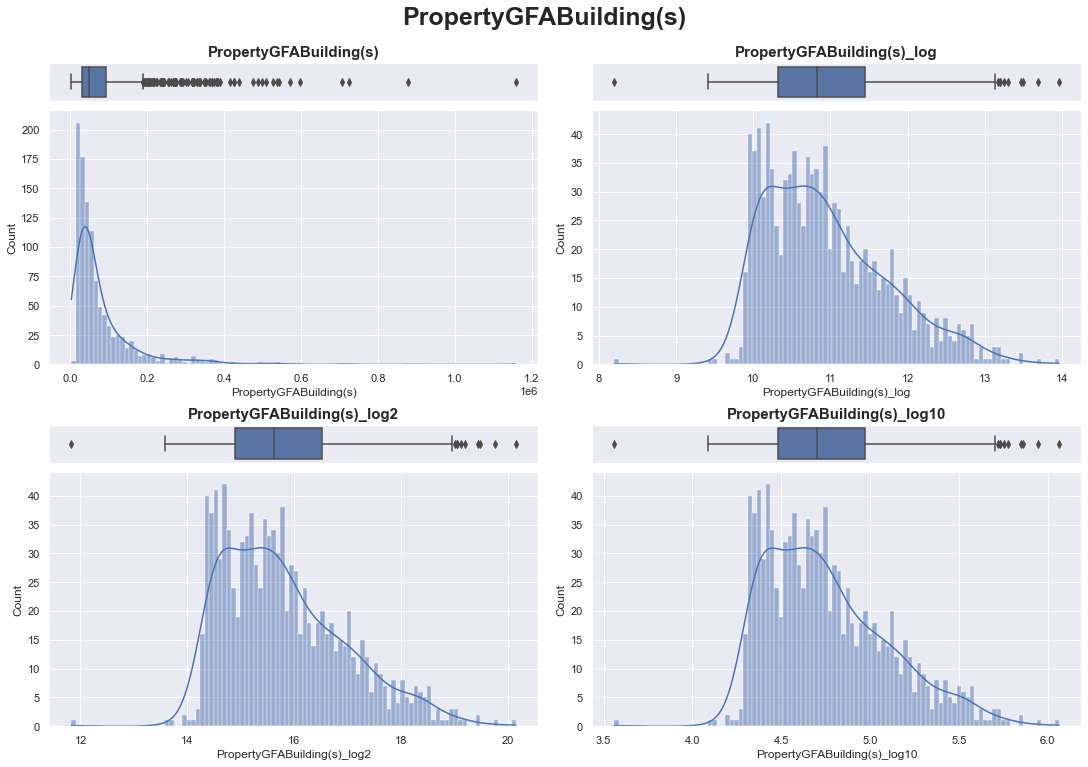 PropertyGFABuilding(s)
PropertyGFABuilding(s)
200
175
150
125
100
75
50
25
0
Count
0.0 0.2 0.4 0.6 0.8 1.0 1.2
1e6
PropertyGFABuilding(s)
PropertyGFABuilding(s)_log
40
35
30
25
20
15
10
5
0
Count
8 9 10 11 12 13 14
PropertyGFABuilding(s)_log
PropertyGFABuilding(s)_log2
40
35
30
25
20
15
10
5
0
Count
12 14 16 18 20
PropertyGFABuilding(s)_log2
PropertyGFABuilding(s)_log10
40
35
30
25
20
15
10
5
0
Count
3.5 4.0 4.5 5.0 5.5 6.0
PropertyGFABuilding(s)_log10